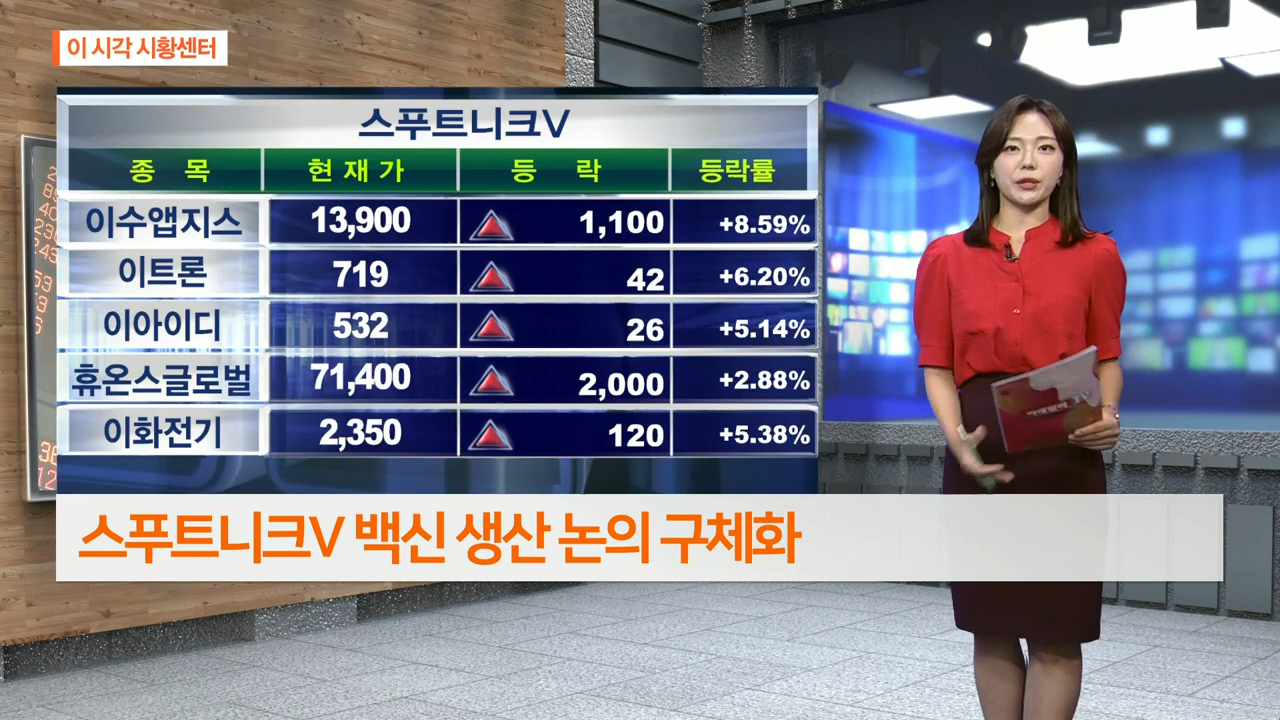 이 시각 시황센터
스푸트니크V
종 목 현 재 가 등 락 등락률
이수앱지스 13,900 ▲ 1,100 +8.59%
이트론 719 ▲ 42 +6.20%
이아이디 532 ▲ 26 +5.14%
휴온스글로벌 71,400 ▲ 2,000 +2.88%
이화전기 2,350 ▲ 120 +5.38%
스푸트니크V 백신 생산 논의 구체화